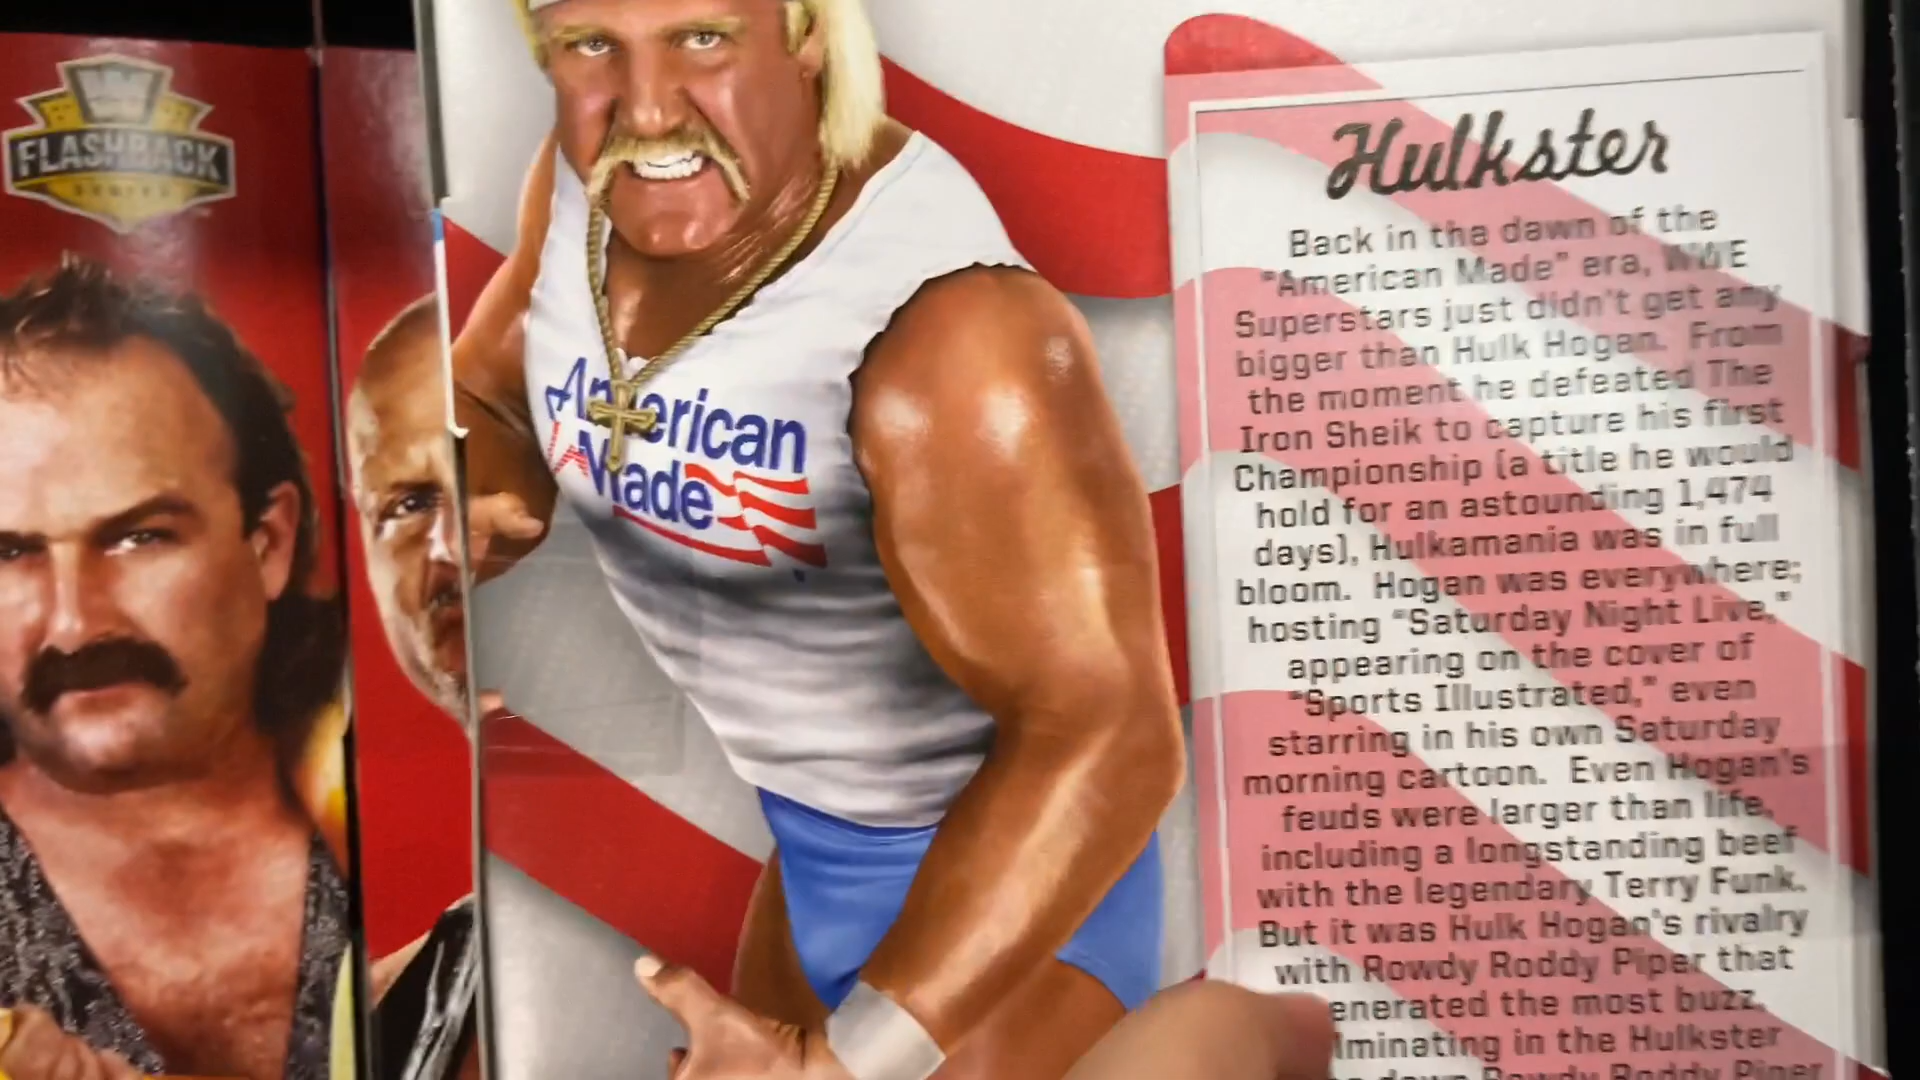 FLASHBACK
SERIES
American
Made
Hulkster
Back in the dawn of the
"American Made" era, WWE
Superstars just didn't get any
bigger than Hulk Hogan. From
the moment he defeated The
Iron Sheik to capture his first
Championship (a title he would
hold for an astounding 1,474
days), Hulkamania was in full
bloom. Hogan was everywhere;
hosting "Saturday Night Live,"
appearing on the cover of
"Sports Illustrated," even
starring in his own Saturday
morning cartoon. Even Hogan's
feuds were larger than life,
including a longstanding beef
with the legendary Terry Funk.
But it was Hulk Hogan's rivalry
with Rowdy Roddy Piper that
enerated the most buzz,
lminating in the Hulkster
down Rowdy Roddy Piper